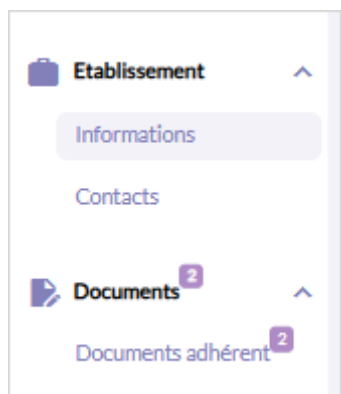 Etablissement
Informations
Contacts
Documents 2
Documents adhérent 2